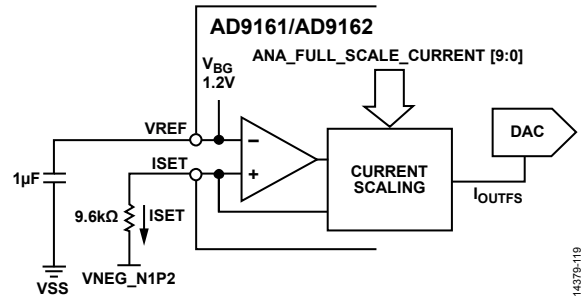 AD9161/AD9162
ANA_FULL_SCALE_CURRENT [9:0]
VBG
1.2V
VREF
DAC
ISET
–
+
CURRENT
SCALING
1µF
9.6kΩ
ISET
IOUTFS
VSS
VNEG_N1P2
14379-119